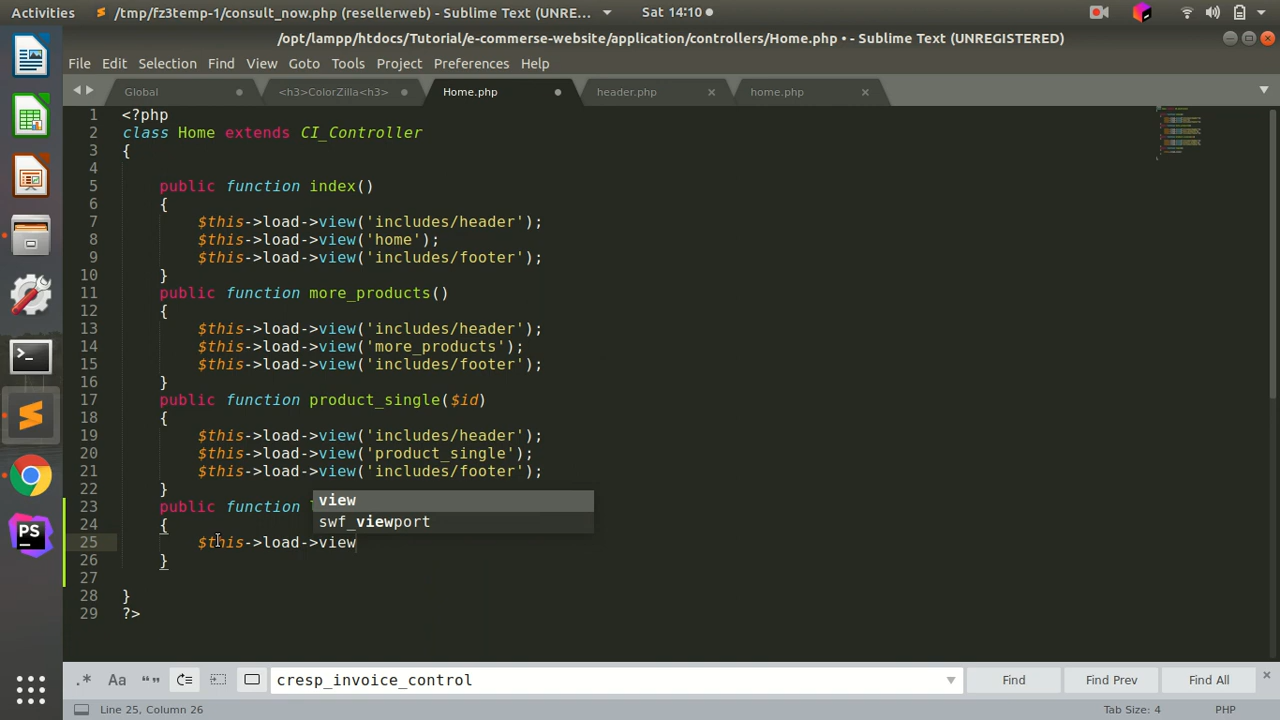 Activities
/tmp/fz3temp-1/consult_now.php (resellerweb) - Sublime Text (UNRE...
Sat 14:10
/opt/lampp/htdocs/Tutorial/e-commerse-website/application/controllers/Home.php • - Sublime Text (UNREGISTERED)
File Edit Selection Find View Goto Tools Project Preferences Help
Global
<h3>ColorZilla<h3>
Home.php
header.php
home.php
1 <?php
2 class Home extends CI_Controller
3 {
4
5 public function index()
6 {
7 $this->load->view('includes/header');
8 $this->load->view('home');
9 $this->load->view('includes/footer');
10 }
11 public function more_products()
12 {
13 $this->load->view('includes/header');
14 $this->load->view('more_products');
15 $this->load->view('includes/footer');
16 }
17 public function product_single($id)
18 {
19 $this->load->view('includes/header');
20 $this->load->view('product_single');
21 $this->load->view('includes/footer');
22 }
23 public function
view
24 {
swf_viewport
25 $this->load->view
26 }
27
28 }
29 ?>
.* Aa “”
cresp_invoice_control
Find
Find Prev
Find All
Line 25, Column 26
Tab Size: 4
PHP
PS